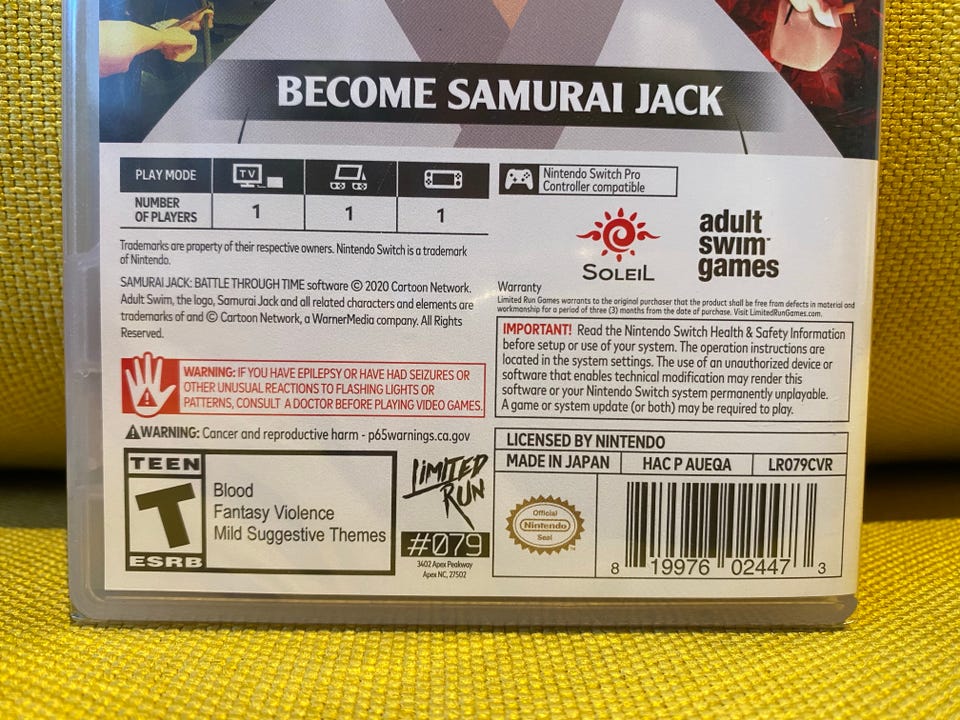 BECOME SAMURAI JACK
PLAY MODE
TV
NUMBER
OF PLAYERS
1
1
1
Nintendo Switch Pro
Controller compatible
Trademarks are property of their respective owners. Nintendo Switch is a trademark
of Nintendo.
SAMURAI JACK: BATTLE THROUGH TIME software © 2020 Cartoon Network.
Adult Swim, the logo, Samurai Jack and all related characters and elements are
trademarks of and © Cartoon Network, a WarnerMedia company. All Rights
Reserved.
WARNING: IF YOU HAVE EPILEPSY OR HAVE HAD SEIZURES OR
OTHER UNUSUAL REACTIONS TO FLASHING LIGHTS OR
PATTERNS, CONSULT A DOCTOR BEFORE PLAYING VIDEO GAMES.
WARNING: Cancer and reproductive harm - p65warnings.ca.gov
TEEN
T
ESRB
Blood
Fantasy Violence
Mild Suggestive Themes
LIMITED
RUN
#079
3402 Apex Peakway
Apex NC, 27502
SOLEIL
adult
swim™
games
Warranty
Limited Run Games warrants to the original purchaser that the product shall be free from defects in material and
workmanship for a period of three (3) months from the date of purchase. Visit LimitedRunGames.com.
IMPORTANT! Read the Nintendo Switch Health & Safety Information
before setup or use of your system. The operation instructions are
located in the system settings. The use of an unauthorized device or
software that enables technical modification may render this
software or your Nintendo Switch system permanently unplayable.
A game or system update (or both) may be required to play.
LICENSED BY NINTENDO
MADE IN JAPAN
HAC P AUEQA
LR079CVR
Official
Nintendo
Seal
8 19976 02447 3